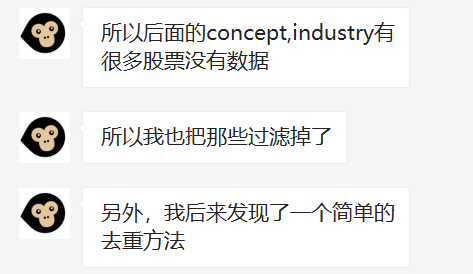 所以后面的concept,industry有
很多股票没有数据
所以我也把那些过滤掉了
另外，我后来发现了一个简单的
去重方法